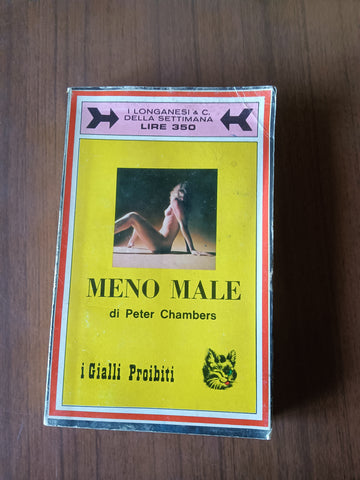 I LONGANESI & C.
DELLA SETTIMANA
LIRE 350
MENO MALE
di Peter Chambers
i Gialli Proibiti